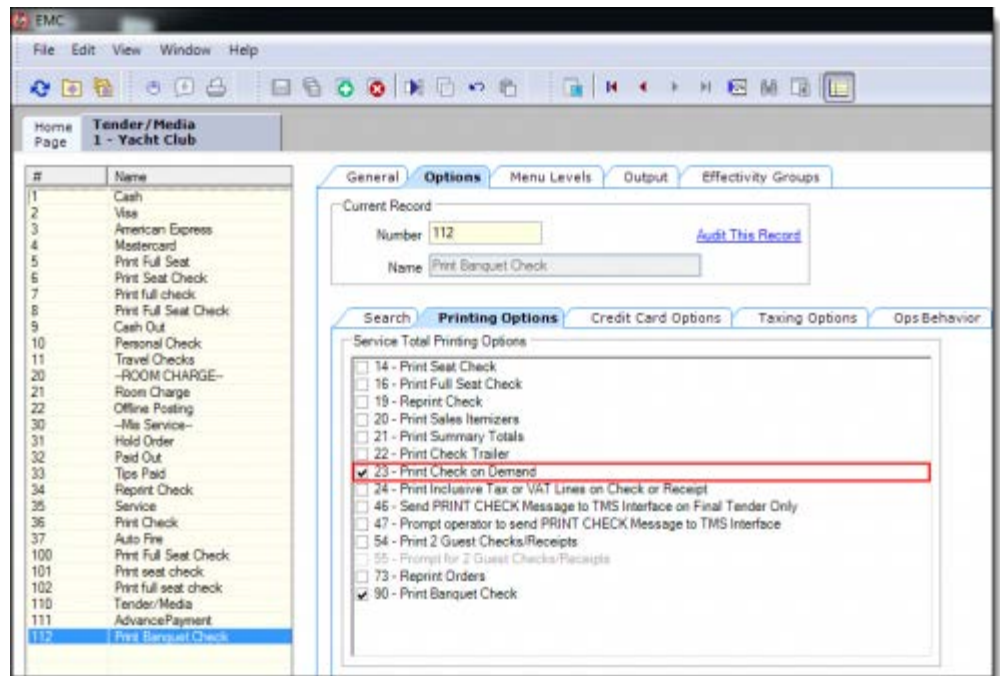 EMC
File Edit View Window Help
Home Page
Tender/Media
1 - Yacht Club
# Name
1 Cash
2 Visa
3 American Express
4 Mastercard
5 Print Full Seat
6 Print Seat Check
7 Print full check
8 Print Full Seat Check
9 Cash Out
10 Personal Check
11 Travel Checks
20 --ROOM CHARGE--
21 Room Charge
22 Offline Posting
30 --Mis Service--
31 Hold Order
32 Paid Out
33 Tips Paid
34 Reprint Check
35 Service
36 Print Check
37 Auto Fire
100 Print Full Seat Check
101 Print seat check
102 Print full seat check
110 Tender/Media
111 AdvancePayment
112 Print Banquet Check
General Options Menu Levels Output Effectivity Groups
Current Record
Number 112 Audit This Record
Name Print Banquet Check
Search Printing Options Credit Card Options Taxing Options Ops Behavior
Service Total Printing Options
14 - Print Seat Check
16 - Print Full Seat Check
19 - Reprint Check
20 - Print Sales Itemizers
21 - Print Summary Totals
22 - Print Check Trailer
23 - Print Check on Demand
24 - Print Inclusive Tax or VAT Lines on Check or Receipt
46 - Send PRINT CHECK Message to TMS Interface on Final Tender Only
47 - Prompt operator to send PRINT CHECK Message to TMS Interface
54 - Print 2 Guest Checks/Receipts
55 - Prompt for 2 Guest Checks/Receipts
73 - Reprint Orders
90 - Print Banquet Check